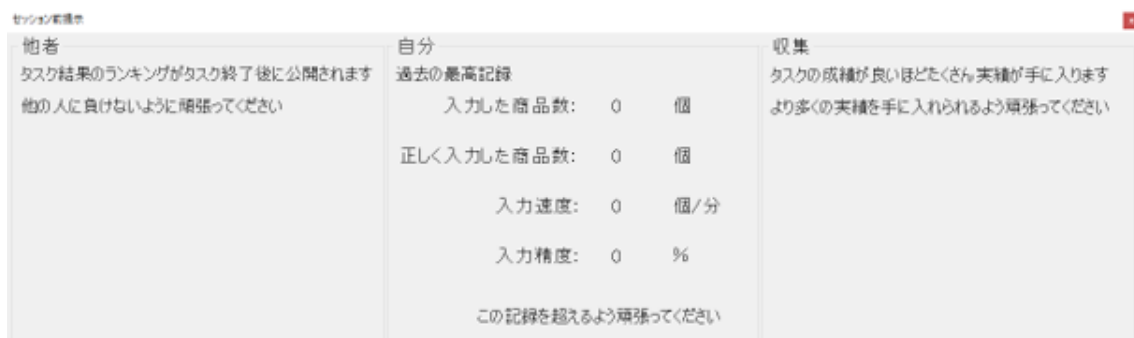 セッション前提示
他者
タスク結果のランキングがタスク終了後に公開されます
他の人に負けないように頑張ってください
自分
過去の最高記録
入力した商品数: 0 個
正しく入力した商品数: 0 個
入力速度: 0 個/分
入力精度: 0 %
この記録を超えるよう頑張ってください
収集
タスクの成績が良いほどたくさん実績が手に入ります
より多くの実績を手に入れられるよう頑張ってください